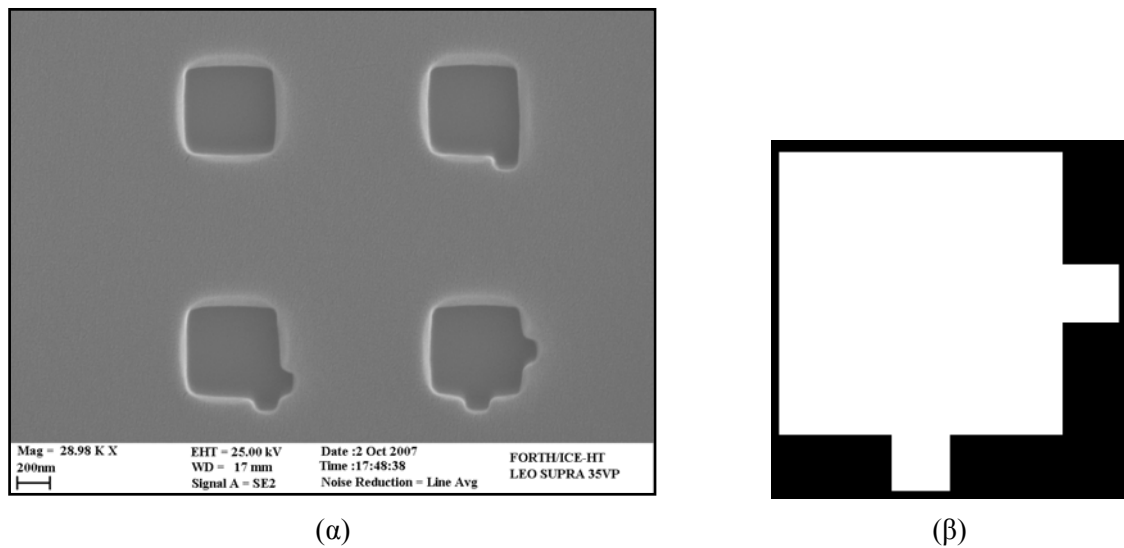 Mag = 28.98 K X
200nm
EHT = 25.00 kV
WD = 17 mm
Signal A = SE2
Date :2 Oct 2007
Time :17:48:38
Noise Reduction = Line Avg
FORTH/ICE-HT
LEO SUPRA 35VP
(α)
(β)